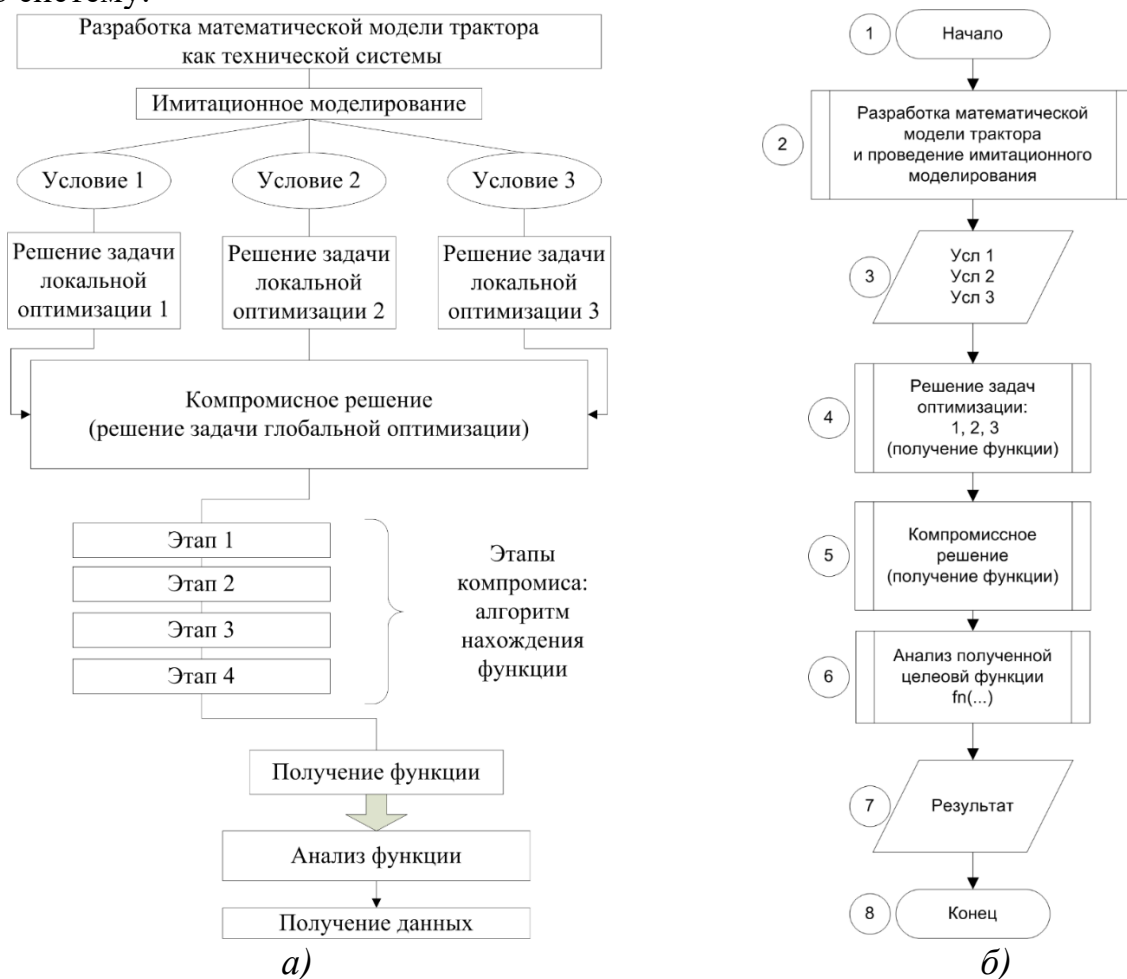 систему.
Разработка математической модели трактора
как технической системы
Имитационное моделирование
Условие 1
Условие 2
Условие 3
Решение задачи
локальной
оптимизации 1
Решение задачи
локальной
оптимизации 2
Решение задачи
локальной
оптимизации 3
Компромисное решение
(решение задачи глобальной оптимизации)
Этап 1
Этап 2
Этап 3
Этап 4
Этапы
компромиса:
алгоритм
нахождения
функции
Получение функции
Анализ функции
Получение данных
а)
1
Начало
2
Разработка математической
модели трактора
и проведение имитационного
моделирования
3
Усл 1
Усл 2
Усл 3
4
Решение задач
оптимизации:
1, 2, 3
(получение функции)
5
Компромиссное
решение
(получение функции)
6
Анализ полученной
целеовй функции
fn(...)
7
Результат
8
Конец
б)